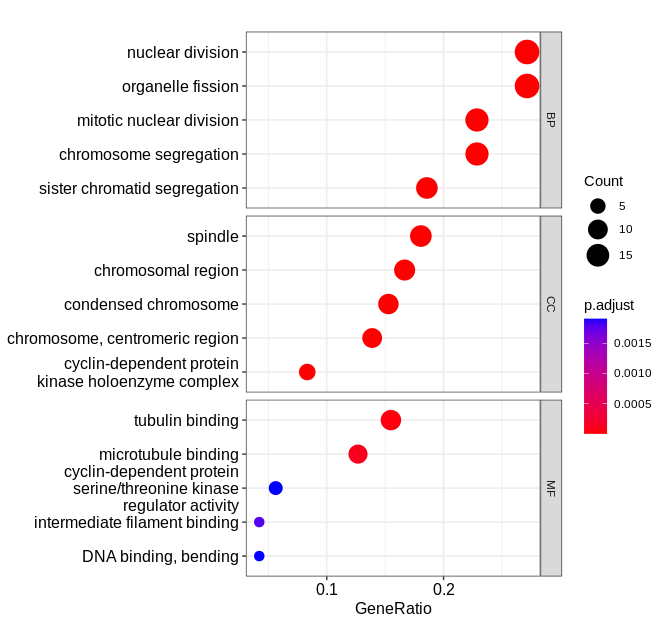 nuclear division
organelle fission
mitotic nuclear division
chromosome segregation
sister chromatid segregation
BP
spindle
chromosomal region
condensed chromosome
chromosome, centromeric region
cyclin-dependent protein
kinase holoenzyme complex
CC
tubulin binding
microtubule binding
cyclin-dependent protein
serine/threonine kinase
regulator activity
intermediate filament binding
DNA binding, bending
MF
0.1
0.2
GeneRatio
Count
5
10
15
p.adjust
0.0015
0.0010
0.0005